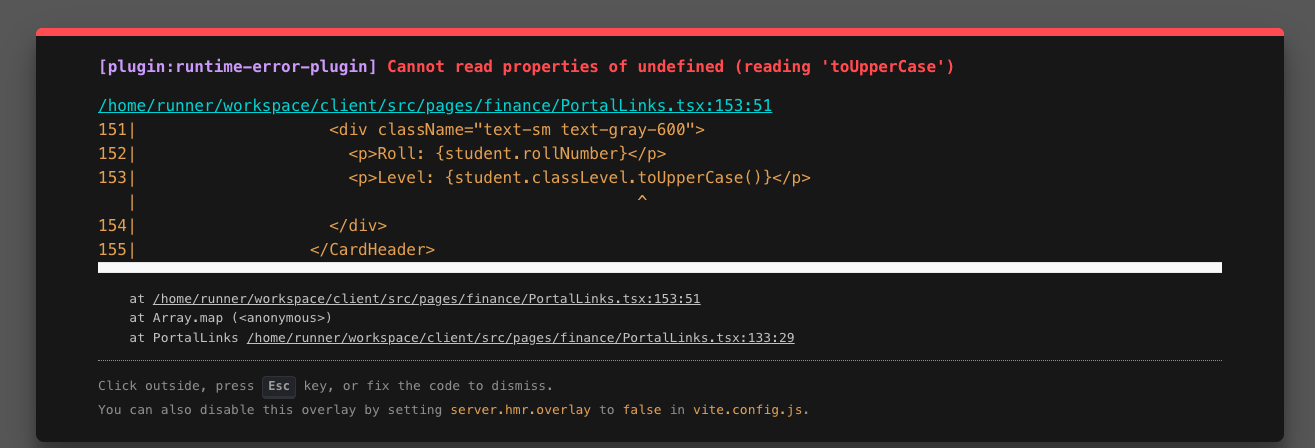 [plugin:runtime-error-plugin] Cannot read properties of undefined (reading 'toUpperCase')
/home/runner/workspace/client/src/pages/finance/PortalLinks.tsx:153:51
151|                    <div className="text-sm text-gray-600">
152|                      <p>Roll: {student.rollNumber}</p>
153|                      <p>Level: {student.classLevel.toUpperCase()}</p>
   |                                                    ^
154|                    </div>
155|                  </CardHeader>
at /home/runner/workspace/client/src/pages/finance/PortalLinks.tsx:153:51
at Array.map (<anonymous>)
at PortalLinks /home/runner/workspace/client/src/pages/finance/PortalLinks.tsx:133:29
Click outside, press Esc key, or fix the code to dismiss.
You can also disable this overlay by setting server.hmr.overlay to false in vite.config.js.